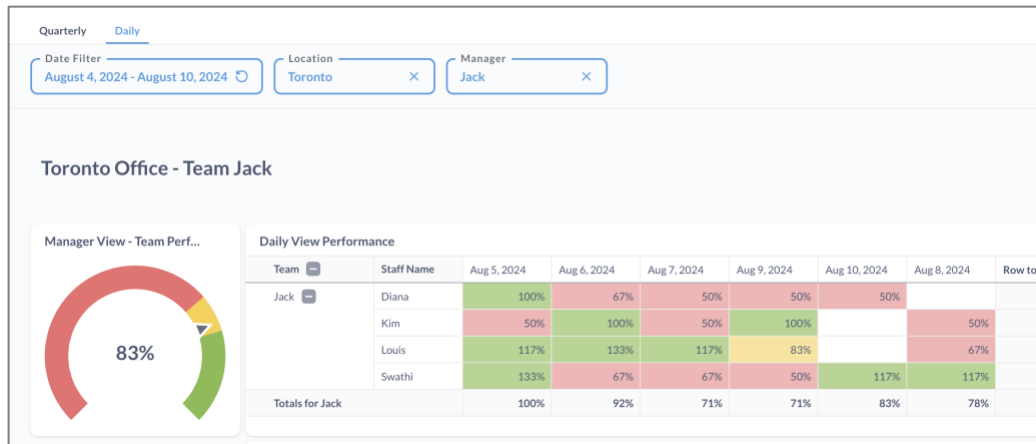 Quarterly Daily
Date Filter Location Manager
August 4, 2024 - August 10, 2024 Toronto Jack
Toronto Office - Team Jack
Manager View - Team Perf...
83%
Daily View Performance
Team Staff Name Aug 5, 2024 Aug 6, 2024 Aug 7, 2024 Aug 9, 2024 Aug 10, 2024 Aug 8, 2024 Row to
Jack Diana 100% 67% 50% 50% 50%
Kim 50% 100% 50% 100% 50%
Louis 117% 133% 117% 83% 67%
Swathi 133% 67% 67% 50% 117% 117%
Totals for Jack 100% 92% 71% 71% 83% 78%